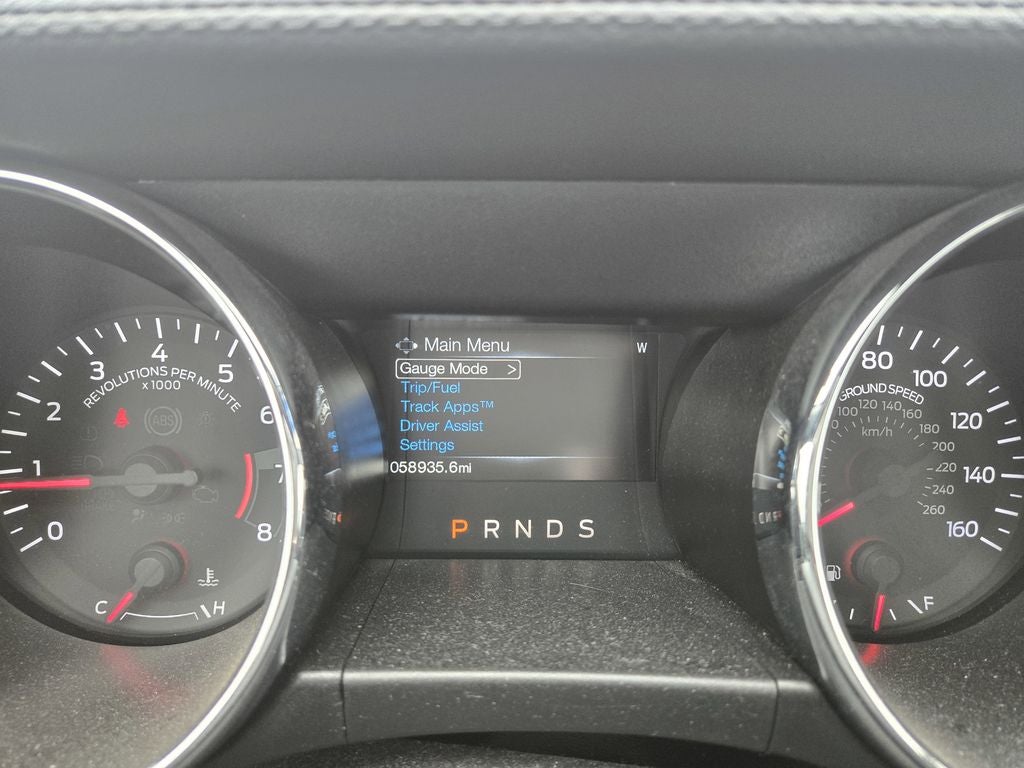 Main Menu
W
Gauge Mode >
Trip/Fuel
Track Apps™
Driver Assist
Settings
058935.6mi
P R N D S
0
1
2
3
4
5
6
7
8
REVOLUTIONS PER MINUTE
x 1000
ABS
C
H
80
100
120
140
160
GROUND SPEED
100
120
140
160
180
200
220
240
260
km/h
F